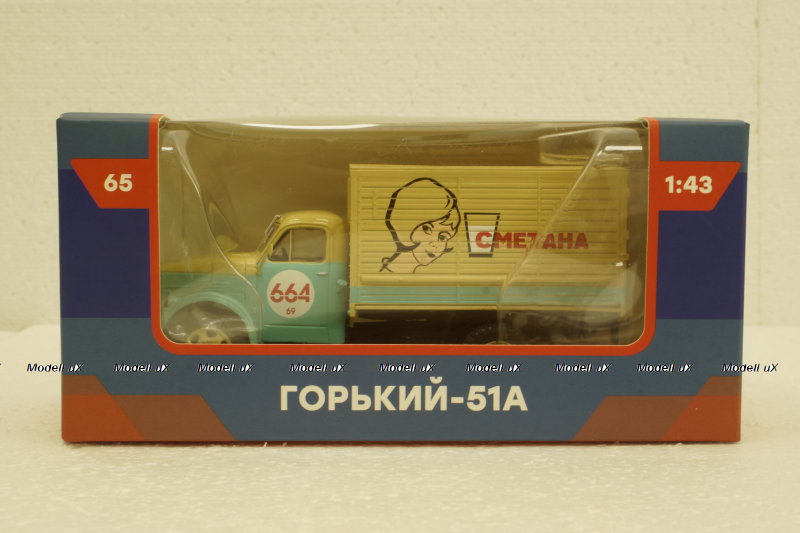 65
1:43
СМЕТАНА
664
69
Modell uX Modell uX Modell uX Modell uX Modell uX Modell uX Modell uX Modell uX Modell uX
ГОРЬКИЙ-51А